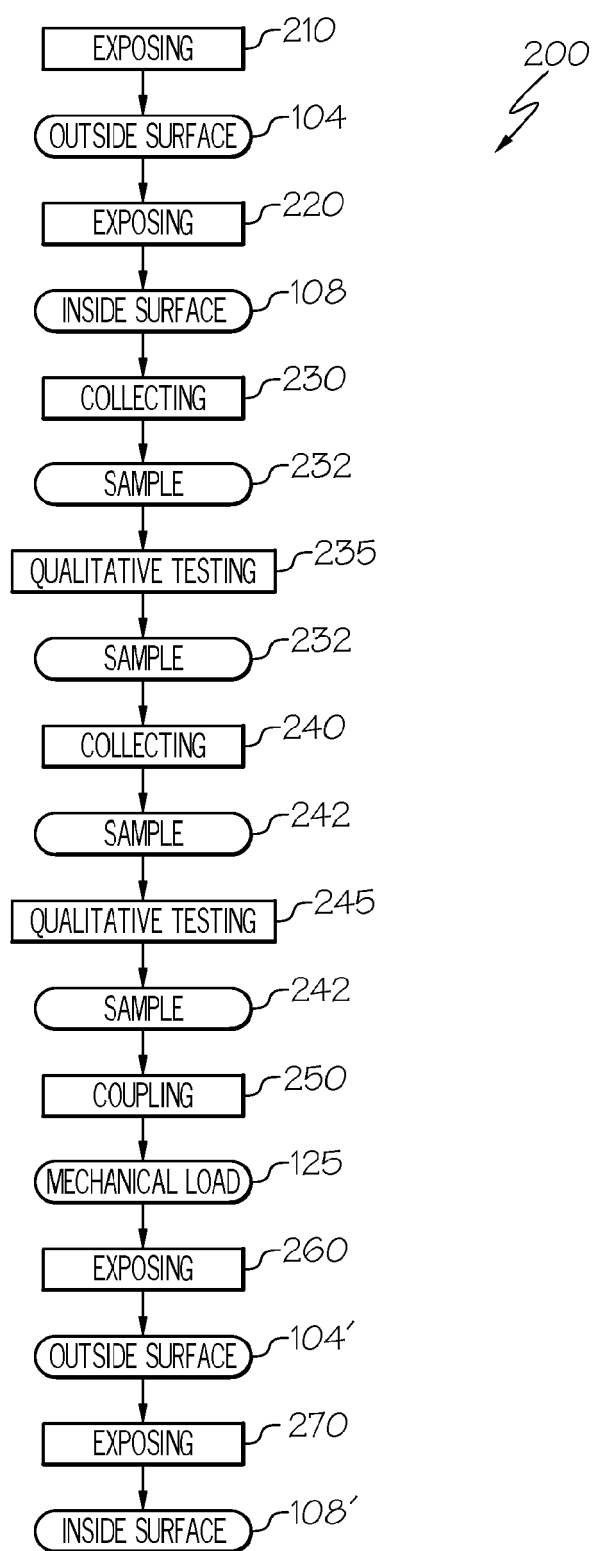 EXPOSING 210
200
OUTSIDE SURFACE 104
EXPOSING 220
INSIDE SURFACE 108
COLLECTING 230
SAMPLE 232
QUALITATIVE TESTING 235
SAMPLE 232
COLLECTING 240
SAMPLE 242
QUALITATIVE TESTING 245
SAMPLE 242
COUPLING 250
MECHANICAL LOAD 125
EXPOSING 260
OUTSIDE SURFACE 104′
EXPOSING 270
INSIDE SURFACE 108′